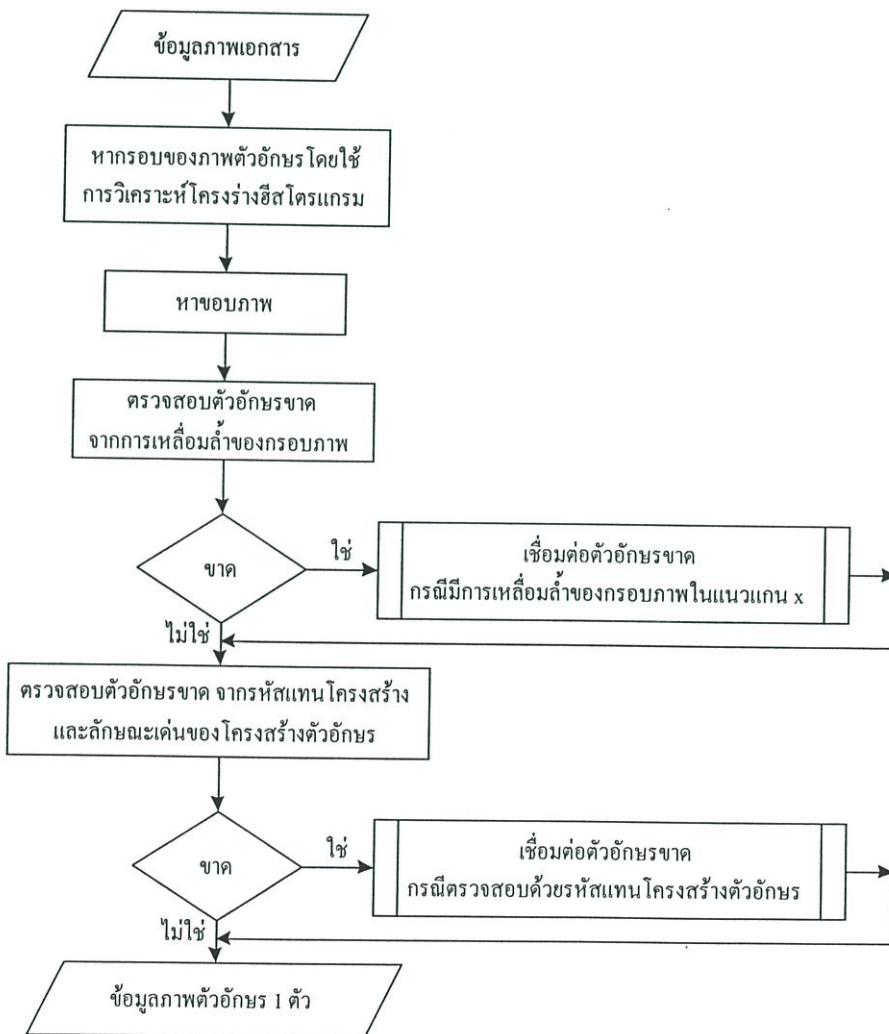 ข้อมูลภาพเอกสาร
หากรอบของภาพตัวอักษรโดยใช้
การวิเคราะห์โครงร่างฮีสโตรแกรม
หาขอบภาพ
ตรวจสอบตัวอักษรขาด
จากการเหลื่อมล้ำของกรอบภาพ
ขาด
ใช่
เชื่อมต่อตัวอักษรขาด
กรณีมีการเหลื่อมล้ำของกรอบภาพในแนวแกน x
ไม่ใช่
ตรวจสอบตัวอักษรขาด จากรหัสแทนโครงสร้าง
และลักษณะเด่นของโครงสร้างตัวอักษร
ขาด
ใช่
เชื่อมต่อตัวอักษรขาด
กรณีตรวจสอบด้วยรหัสแทนโครงสร้างตัวอักษร
ไม่ใช่
ข้อมูลภาพตัวอักษร 1 ตัว